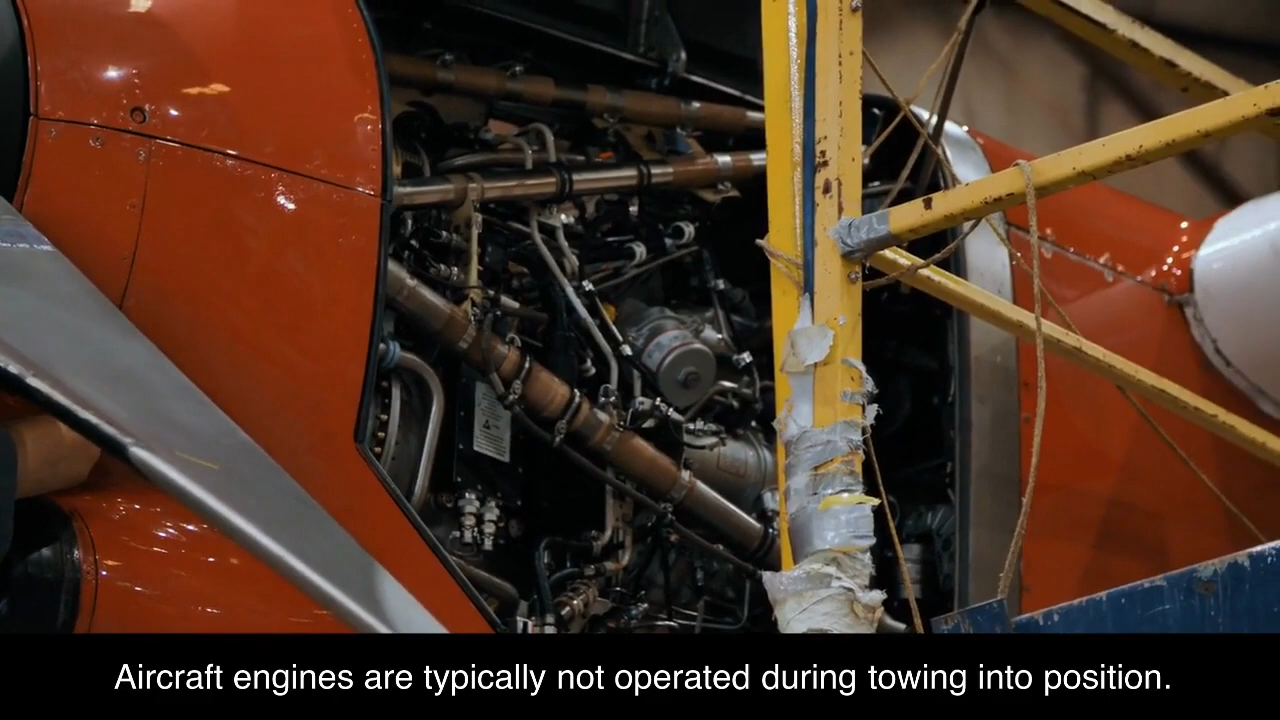 Aircraft engines are typically not operated during towing into position.